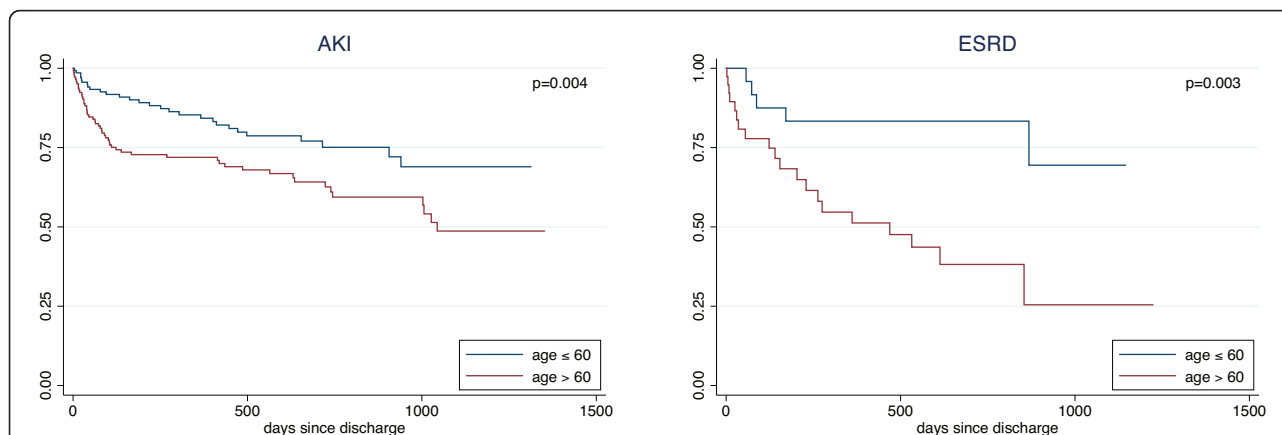 AKI
p=0.004
1.00
0.75
0.50
0.25
0.00
age ≤ 60
age > 60
0 500 1000 1500
days since discharge
ESRD
p=0.003
1.00
0.75
0.50
0.25
0.00
age ≤ 60
age > 60
0 500 1000 1500
days since discharge